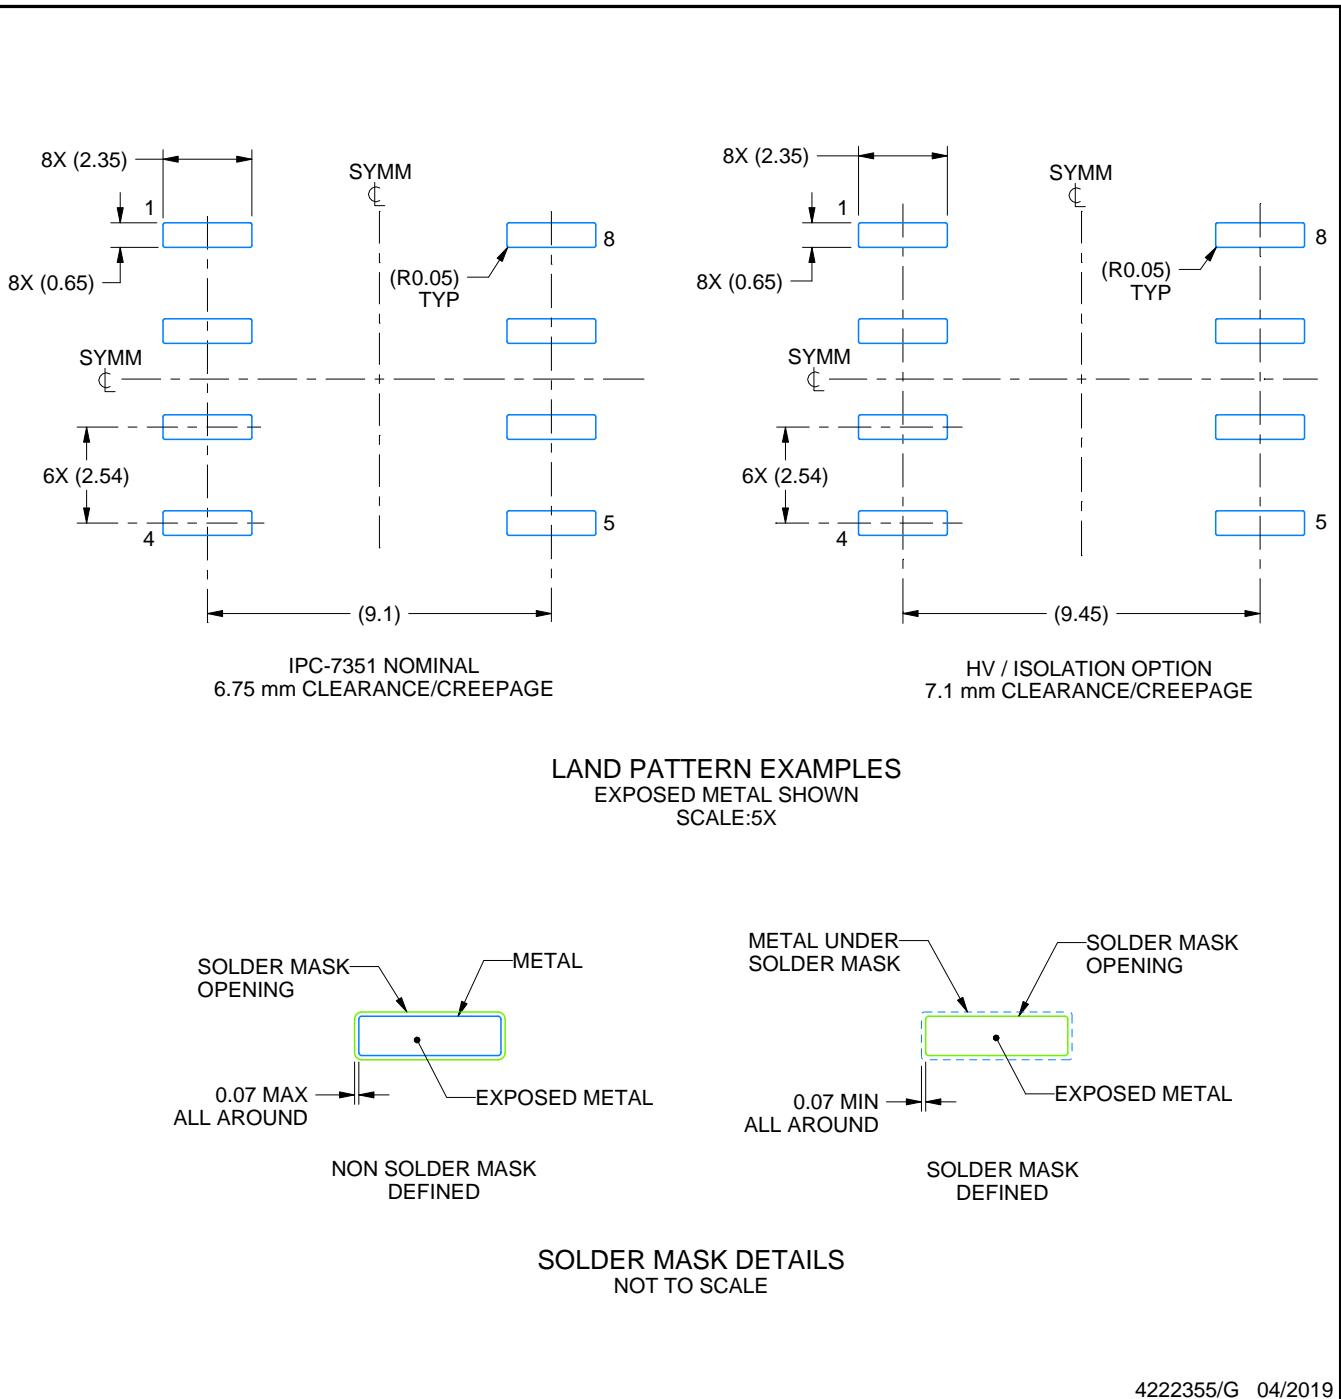 8X (2.35)
SYMM
℄
1
8
8X (0.65)
(R0.05)
TYP
SYMM
℄
6X (2.54)
4
5
(9.1)
IPC-7351 NOMINAL
6.75 mm CLEARANCE/CREEPAGE
8X (2.35)
SYMM
℄
1
8
8X (0.65)
(R0.05)
TYP
SYMM
℄
6X (2.54)
4
5
(9.45)
HV / ISOLATION OPTION
7.1 mm CLEARANCE/CREEPAGE
LAND PATTERN EXAMPLES
EXPOSED METAL SHOWN
SCALE:5X
SOLDER MASK
OPENING
METAL
0.07 MAX
ALL AROUND
EXPOSED METAL
NON SOLDER MASK
DEFINED
METAL UNDER
SOLDER MASK
SOLDER MASK
OPENING
0.07 MIN
ALL AROUND
EXPOSED METAL
SOLDER MASK
DEFINED
SOLDER MASK DETAILS
NOT TO SCALE
4222355/G 04/2019